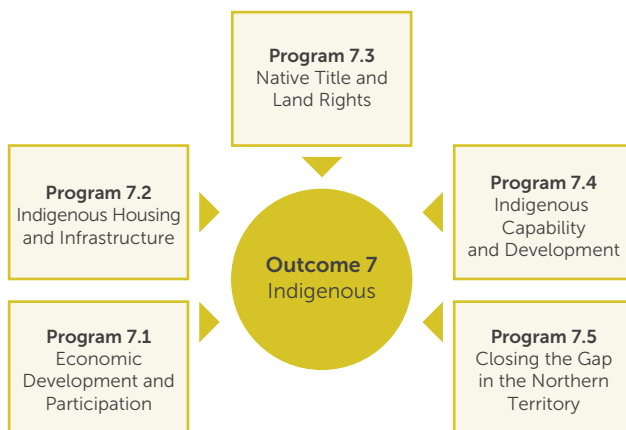 Program 7.3
Native Title and
Land Rights
Program 7.2
Indigenous Housing
and Infrastructure
Program 7.4
Indigenous
Capability
and Development
Outcome 7
Indigenous
Program 7.1
Economic
Development and
Participation
Program 7.5
Closing the Gap
in the Northern
Territory